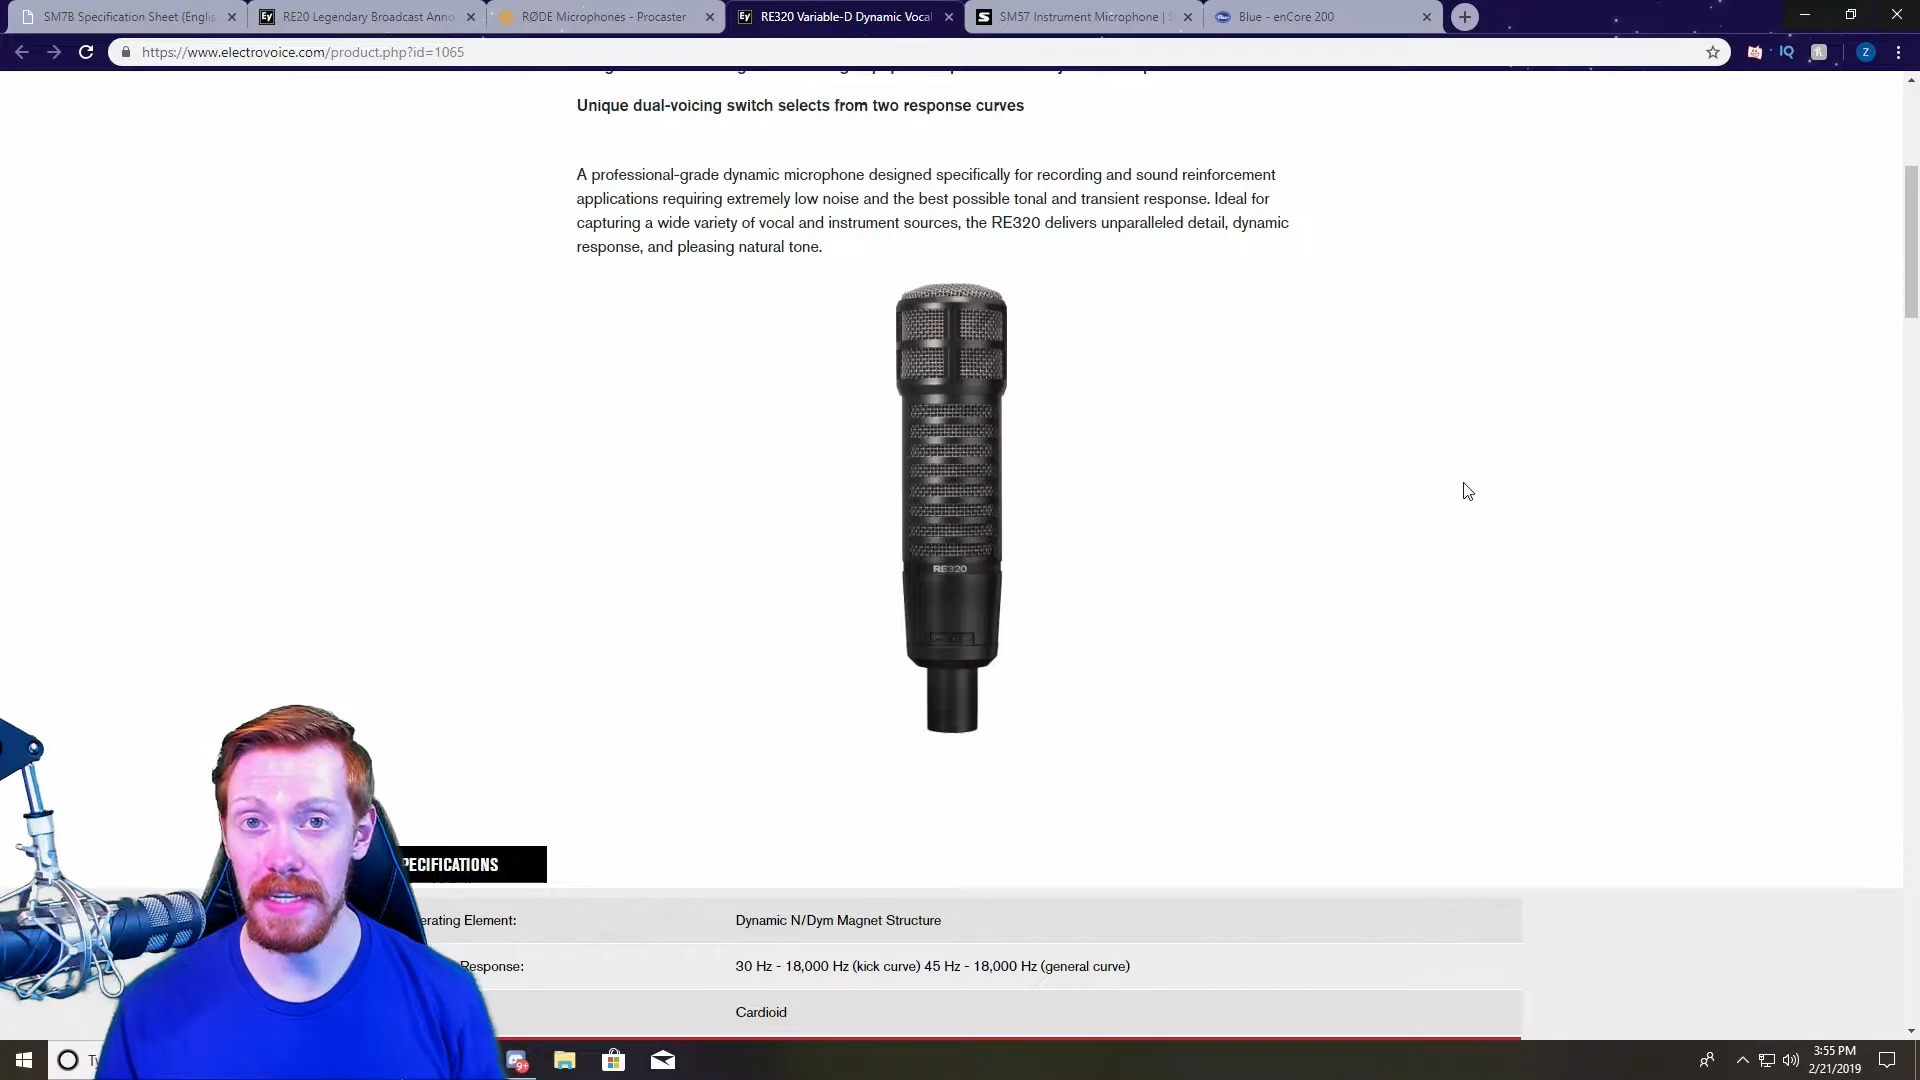 SM7B Specification Sheet (Englis
RE20 Legendary Broadcast Anno
RØDE Microphones - Procaster
RE320 Variable-D Dynamic Vocal
SM57 Instrument Microphone | S
Blue - enCore 200
https://www.electrovoice.com/product.php?id=1065
IQ
Z
Unique dual-voicing switch selects from two response curves
A professional-grade dynamic microphone designed specifically for recording and sound reinforcement
applications requiring extremely low noise and the best possible tonal and transient response. Ideal for
capturing a wide variety of vocal and instrument sources, the RE320 delivers unparalleled detail, dynamic
response, and pleasing natural tone.
RE320
PECIFICATIONS
erating Element: Dynamic N/Dym Magnet Structure
Response: 30 Hz - 18,000 Hz (kick curve) 45 Hz - 18,000 Hz (general curve)
Cardioid
Ty
9+
3:55 PM
2/21/2019